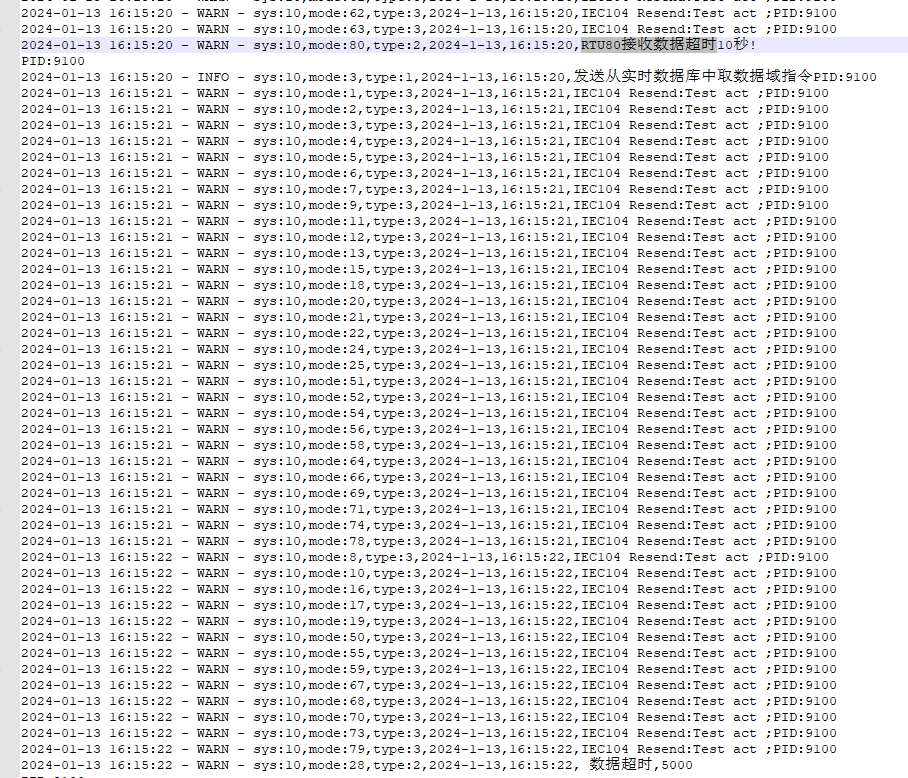 2024-01-13 16:15:20 - WARN - sys:10,mode:62,type:3,2024-1-13,16:15:20,IEC104 Resend:Test act ;PID:9100
2024-01-13 16:15:20 - WARN - sys:10,mode:63,type:3,2024-1-13,16:15:20,IEC104 Resend:Test act ;PID:9100
2024-01-13 16:15:20 - WARN - sys:10,mode:80,type:2,2024-1-13,16:15:20,RTU80接收数据超时10秒!
PID:9100
2024-01-13 16:15:20 - INFO - sys:10,mode:3,type:1,2024-1-13,16:15:20,发送从实时数据库中取数据域指令PID:9100
2024-01-13 16:15:21 - WARN - sys:10,mode:1,type:3,2024-1-13,16:15:21,IEC104 Resend:Test act ;PID:9100
2024-01-13 16:15:21 - WARN - sys:10,mode:2,type:3,2024-1-13,16:15:21,IEC104 Resend:Test act ;PID:9100
2024-01-13 16:15:21 - WARN - sys:10,mode:3,type:3,2024-1-13,16:15:21,IEC104 Resend:Test act ;PID:9100
2024-01-13 16:15:21 - WARN - sys:10,mode:4,type:3,2024-1-13,16:15:21,IEC104 Resend:Test act ;PID:9100
2024-01-13 16:15:21 - WARN - sys:10,mode:5,type:3,2024-1-13,16:15:21,IEC104 Resend:Test act ;PID:9100
2024-01-13 16:15:21 - WARN - sys:10,mode:6,type:3,2024-1-13,16:15:21,IEC104 Resend:Test act ;PID:9100
2024-01-13 16:15:21 - WARN - sys:10,mode:7,type:3,2024-1-13,16:15:21,IEC104 Resend:Test act ;PID:9100
2024-01-13 16:15:21 - WARN - sys:10,mode:9,type:3,2024-1-13,16:15:21,IEC104 Resend:Test act ;PID:9100
2024-01-13 16:15:21 - WARN - sys:10,mode:11,type:3,2024-1-13,16:15:21,IEC104 Resend:Test act ;PID:9100
2024-01-13 16:15:21 - WARN - sys:10,mode:12,type:3,2024-1-13,16:15:21,IEC104 Resend:Test act ;PID:9100
2024-01-13 16:15:21 - WARN - sys:10,mode:13,type:3,2024-1-13,16:15:21,IEC104 Resend:Test act ;PID:9100
2024-01-13 16:15:21 - WARN - sys:10,mode:15,type:3,2024-1-13,16:15:21,IEC104 Resend:Test act ;PID:9100
2024-01-13 16:15:21 - WARN - sys:10,mode:18,type:3,2024-1-13,16:15:21,IEC104 Resend:Test act ;PID:9100
2024-01-13 16:15:21 - WARN - sys:10,mode:20,type:3,2024-1-13,16:15:21,IEC104 Resend:Test act ;PID:9100
2024-01-13 16:15:21 - WARN - sys:10,mode:21,type:3,2024-1-13,16:15:21,IEC104 Resend:Test act ;PID:9100
2024-01-13 16:15:21 - WARN - sys:10,mode:22,type:3,2024-1-13,16:15:21,IEC104 Resend:Test act ;PID:9100
2024-01-13 16:15:21 - WARN - sys:10,mode:24,type:3,2024-1-13,16:15:21,IEC104 Resend:Test act ;PID:9100
2024-01-13 16:15:21 - WARN - sys:10,mode:25,type:3,2024-1-13,16:15:21,IEC104 Resend:Test act ;PID:9100
2024-01-13 16:15:21 - WARN - sys:10,mode:51,type:3,2024-1-13,16:15:21,IEC104 Resend:Test act ;PID:9100
2024-01-13 16:15:21 - WARN - sys:10,mode:52,type:3,2024-1-13,16:15:21,IEC104 Resend:Test act ;PID:9100
2024-01-13 16:15:21 - WARN - sys:10,mode:54,type:3,2024-1-13,16:15:21,IEC104 Resend:Test act ;PID:9100
2024-01-13 16:15:21 - WARN - sys:10,mode:56,type:3,2024-1-13,16:15:21,IEC104 Resend:Test act ;PID:9100
2024-01-13 16:15:21 - WARN - sys:10,mode:58,type:3,2024-1-13,16:15:21,IEC104 Resend:Test act ;PID:9100
2024-01-13 16:15:21 - WARN - sys:10,mode:64,type:3,2024-1-13,16:15:21,IEC104 Resend:Test act ;PID:9100
2024-01-13 16:15:21 - WARN - sys:10,mode:66,type:3,2024-1-13,16:15:21,IEC104 Resend:Test act ;PID:9100
2024-01-13 16:15:21 - WARN - sys:10,mode:69,type:3,2024-1-13,16:15:21,IEC104 Resend:Test act ;PID:9100
2024-01-13 16:15:21 - WARN - sys:10,mode:71,type:3,2024-1-13,16:15:21,IEC104 Resend:Test act ;PID:9100
2024-01-13 16:15:21 - WARN - sys:10,mode:74,type:3,2024-1-13,16:15:21,IEC104 Resend:Test act ;PID:9100
2024-01-13 16:15:21 - WARN - sys:10,mode:78,type:3,2024-1-13,16:15:21,IEC104 Resend:Test act ;PID:9100
2024-01-13 16:15:22 - WARN - sys:10,mode:8,type:3,2024-1-13,16:15:22,IEC104 Resend:Test act ;PID:9100
2024-01-13 16:15:22 - WARN - sys:10,mode:10,type:3,2024-1-13,16:15:22,IEC104 Resend:Test act ;PID:9100
2024-01-13 16:15:22 - WARN - sys:10,mode:16,type:3,2024-1-13,16:15:22,IEC104 Resend:Test act ;PID:9100
2024-01-13 16:15:22 - WARN - sys:10,mode:17,type:3,2024-1-13,16:15:22,IEC104 Resend:Test act ;PID:9100
2024-01-13 16:15:22 - WARN - sys:10,mode:19,type:3,2024-1-13,16:15:22,IEC104 Resend:Test act ;PID:9100
2024-01-13 16:15:22 - WARN - sys:10,mode:50,type:3,2024-1-13,16:15:22,IEC104 Resend:Test act ;PID:9100
2024-01-13 16:15:22 - WARN - sys:10,mode:55,type:3,2024-1-13,16:15:22,IEC104 Resend:Test act ;PID:9100
2024-01-13 16:15:22 - WARN - sys:10,mode:59,type:3,2024-1-13,16:15:22,IEC104 Resend:Test act ;PID:9100
2024-01-13 16:15:22 - WARN - sys:10,mode:67,type:3,2024-1-13,16:15:22,IEC104 Resend:Test act ;PID:9100
2024-01-13 16:15:22 - WARN - sys:10,mode:68,type:3,2024-1-13,16:15:22,IEC104 Resend:Test act ;PID:9100
2024-01-13 16:15:22 - WARN - sys:10,mode:70,type:3,2024-1-13,16:15:22,IEC104 Resend:Test act ;PID:9100
2024-01-13 16:15:22 - WARN - sys:10,mode:73,type:3,2024-1-13,16:15:22,IEC104 Resend:Test act ;PID:9100
2024-01-13 16:15:22 - WARN - sys:10,mode:79,type:3,2024-1-13,16:15:22,IEC104 Resend:Test act ;PID:9100
2024-01-13 16:15:22 - WARN - sys:10,mode:28,type:2,2024-1-13,16:15:22, 数据超时,5000